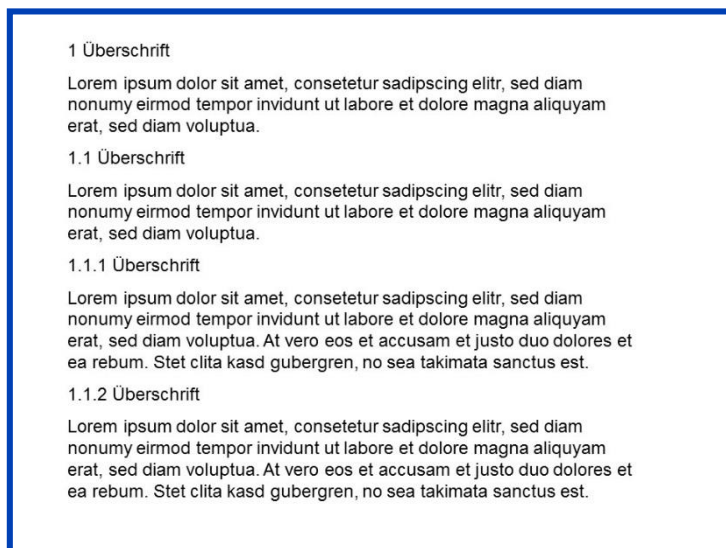 1 Überschrift
Lorem ipsum dolor sit amet, consetetur sadipscing elitr, sed diam
nonumy eirmod tempor invidunt ut labore et dolore magna aliquyam
erat, sed diam voluptua.
1.1 Überschrift
Lorem ipsum dolor sit amet, consetetur sadipscing elitr, sed diam
nonumy eirmod tempor invidunt ut labore et dolore magna aliquyam
erat, sed diam voluptua.
1.1.1 Überschrift
Lorem ipsum dolor sit amet, consetetur sadipscing elitr, sed diam
nonumy eirmod tempor invidunt ut labore et dolore magna aliquyam
erat, sed diam voluptua. At vero eos et accusam et justo duo dolores et
ea rebum. Stet clita kasd gubergren, no sea takimata sanctus est.
1.1.2 Überschrift
Lorem ipsum dolor sit amet, consetetur sadipscing elitr, sed diam
nonumy eirmod tempor invidunt ut labore et dolore magna aliquyam
erat, sed diam voluptua. At vero eos et accusam et justo duo dolores et
ea rebum. Stet clita kasd gubergren, no sea takimata sanctus est.